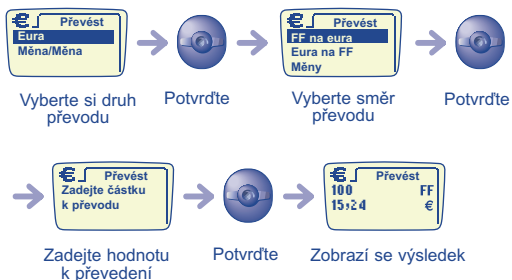 € Převést
Eura
Měna/Měna
Vyberte si druh
převodu
Potvrďte
€ Převést
FF na eura
Eura na FF
Měny
Vyberte směr
převodu
Potvrďte
€ Převést
Zadejte částku
k převodu
Zadejte hodnotu
k převedení
Potvrďte
€ Převést
100 FF
15,24 €
Zobrazí se výsledek